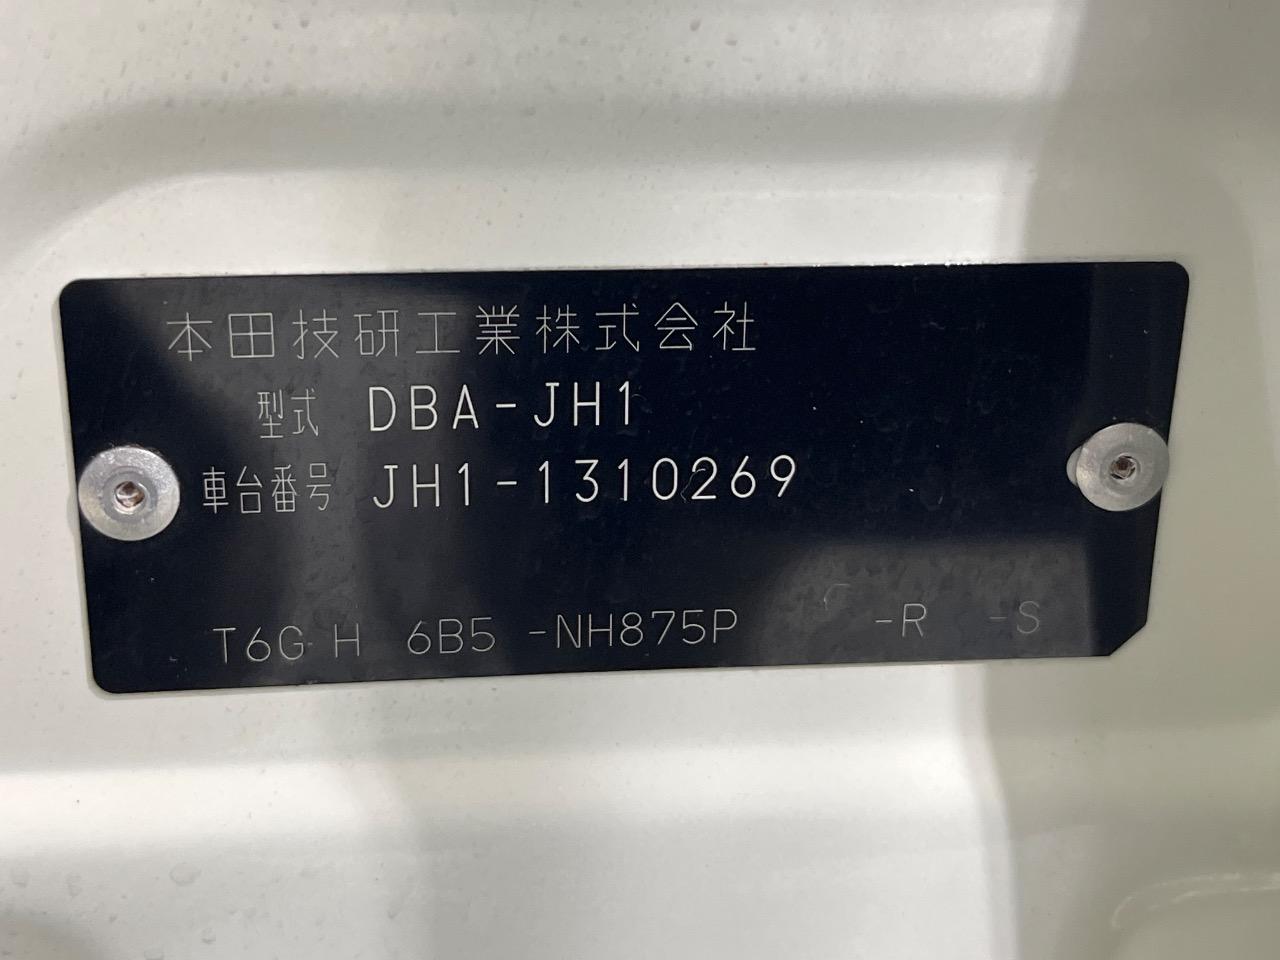 本田技研工業株式会社
型式 DBA-JH1
車台番号 JH1-1310269
T6G H 6B5 -NH875P -R -S